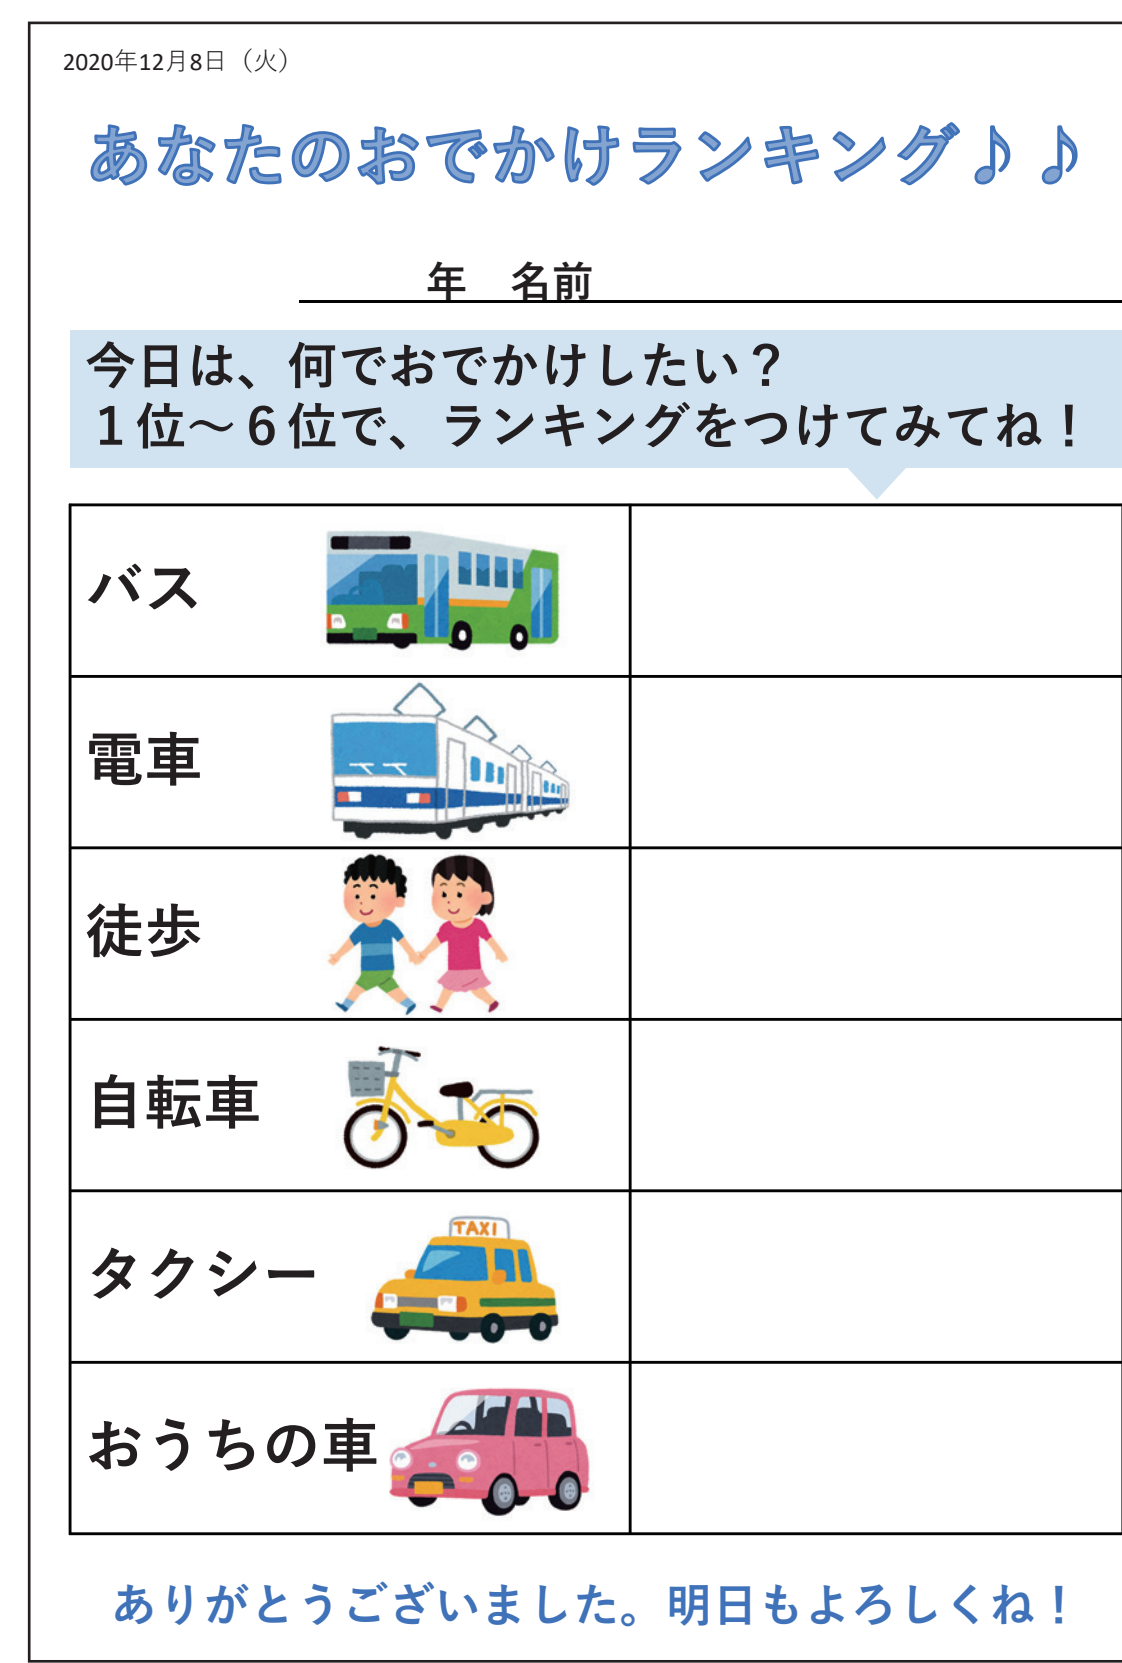 2020年12月8日（火）
あなたのおでかけランキング♪♪
年　名前
今日は、何でおでかけしたい？
１位～６位で、ランキングをつけてみてね！
バス
電車
徒歩
自転車
TAXI
タクシー
おうちの車
ありがとうございました。明日もよろしくね！